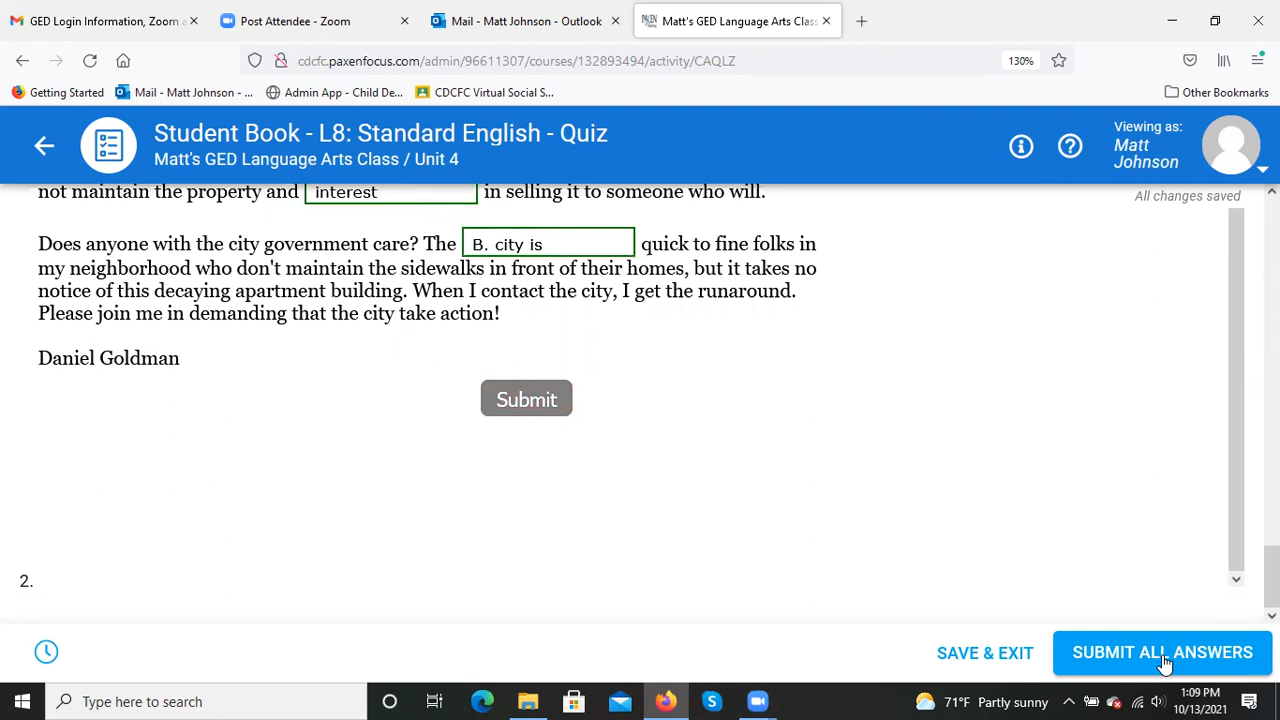 GED Login Information, Zoom a
Post Attendee - Zoom
Mail - Matt Johnson - Outlook
Matt's GED Language Arts Class
cdcfc.paxenfocus.com/admin/96611307/courses/132893494/activity/CAQLZ
130%
Getting Started
Mail - Matt Johnson - ...
Admin App - Child De...
CDCFC Virtual Social S...
Other Bookmarks
Student Book - L8: Standard English - Quiz
Matt's GED Language Arts Class / Unit 4
Viewing as:
Matt
Johnson
All changes saved
not maintain the property and interest in selling it to someone who will.
Does anyone with the city government care? The B. city is quick to fine folks in
my neighborhood who don't maintain the sidewalks in front of their homes, but it takes no
notice of this decaying apartment building. When I contact the city, I get the runaround.
Please join me in demanding that the city take action!
Daniel Goldman
Submit
2.
SAVE & EXIT
SUBMIT ALL ANSWERS
Type here to search
71°F Partly sunny
1:09 PM
10/13/2021